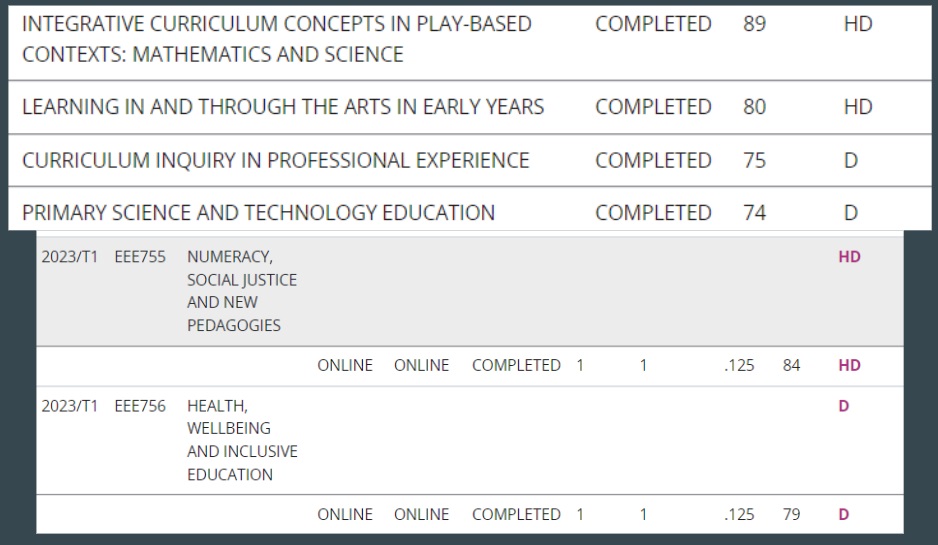 INTEGRATIVE CURRICULUM CONCEPTS IN PLAY-BASED COMPLETED 89 HD
CONTEXTS: MATHEMATICS AND SCIENCE
LEARNING IN AND THROUGH THE ARTS IN EARLY YEARS COMPLETED 80 HD
CURRICULUM INQUIRY IN PROFESSIONAL EXPERIENCE COMPLETED 75 D
PRIMARY SCIENCE AND TECHNOLOGY EDUCATION COMPLETED 74 D
2023/T1 EEE755 NUMERACY, HD
SOCIAL JUSTICE
AND NEW
PEDAGOGIES
ONLINE ONLINE COMPLETED 1 1 .125 84 HD
2023/T1 EEE756 HEALTH, D
WELLBEING
AND INCLUSIVE
EDUCATION
ONLINE ONLINE COMPLETED 1 1 .125 79 D